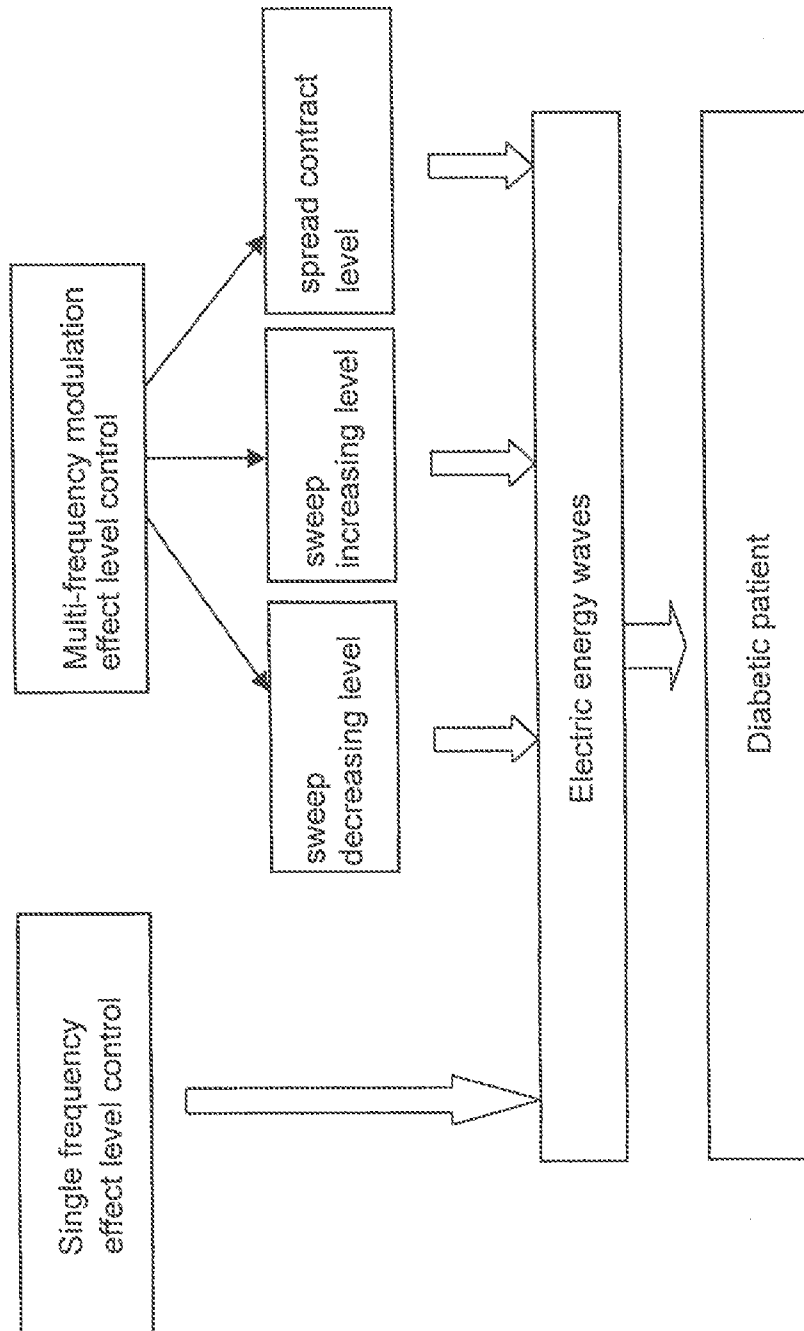 Single frequency
effect level control
Multi-frequency modulation
effect level control
sweep
decreasing level
sweep
increasing level
spread contract
level
Electric energy waves
Diabetic patient